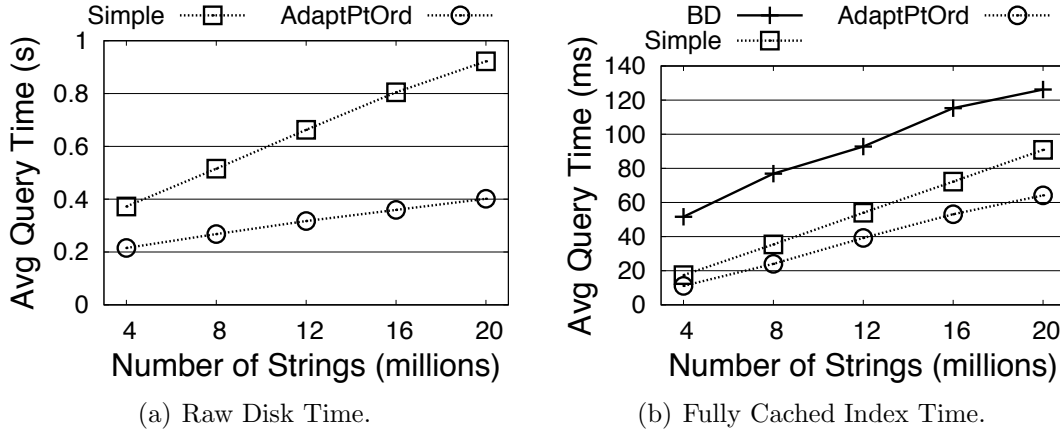 Simple AdaptPtOrd
Avg Query Time (s)
1
0.8
0.6
0.4
0.2
0
4 8 12 16 20
Number of Strings (millions)
(a) Raw Disk Time.
BD AdaptPtOrd
Simple
Avg Query Time (ms)
140
120
100
80
60
40
20
0
4 8 12 16 20
Number of Strings (millions)
(b) Fully Cached Index Time.